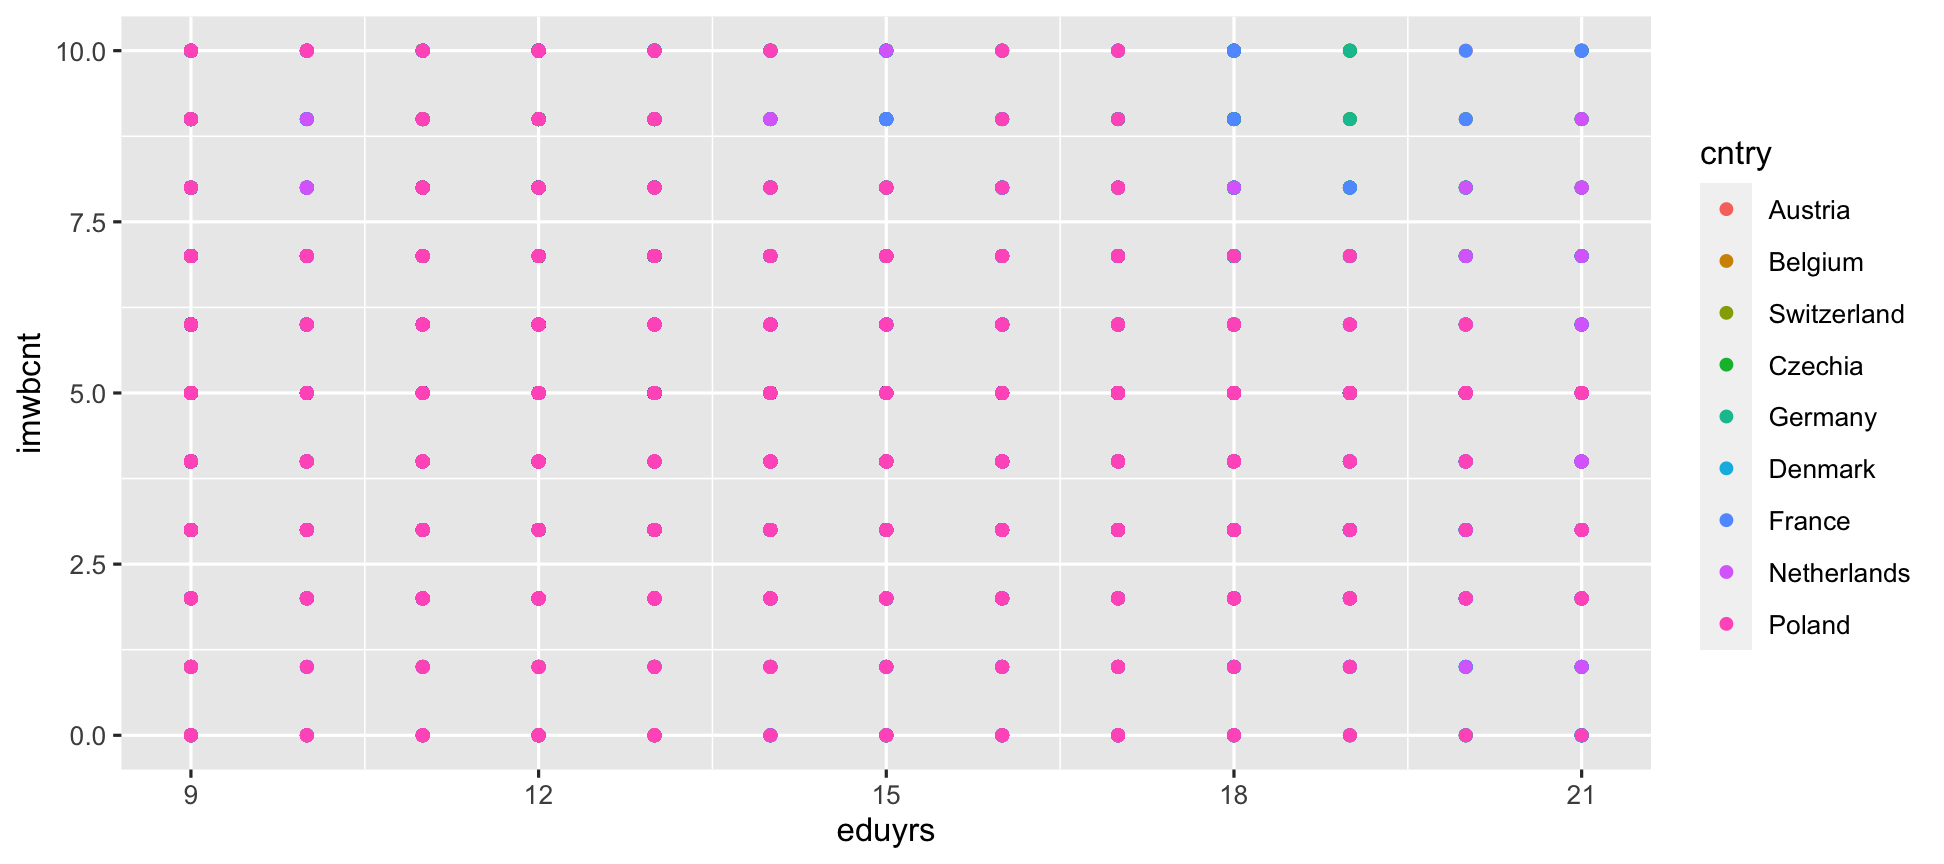 10.0
7.5
5.0
2.5
0.0
imwbcnt
9 12 15 18 21
eduyrs
cntry
Austria
Belgium
Switzerland
Czechia
Germany
Denmark
France
Netherlands
Poland